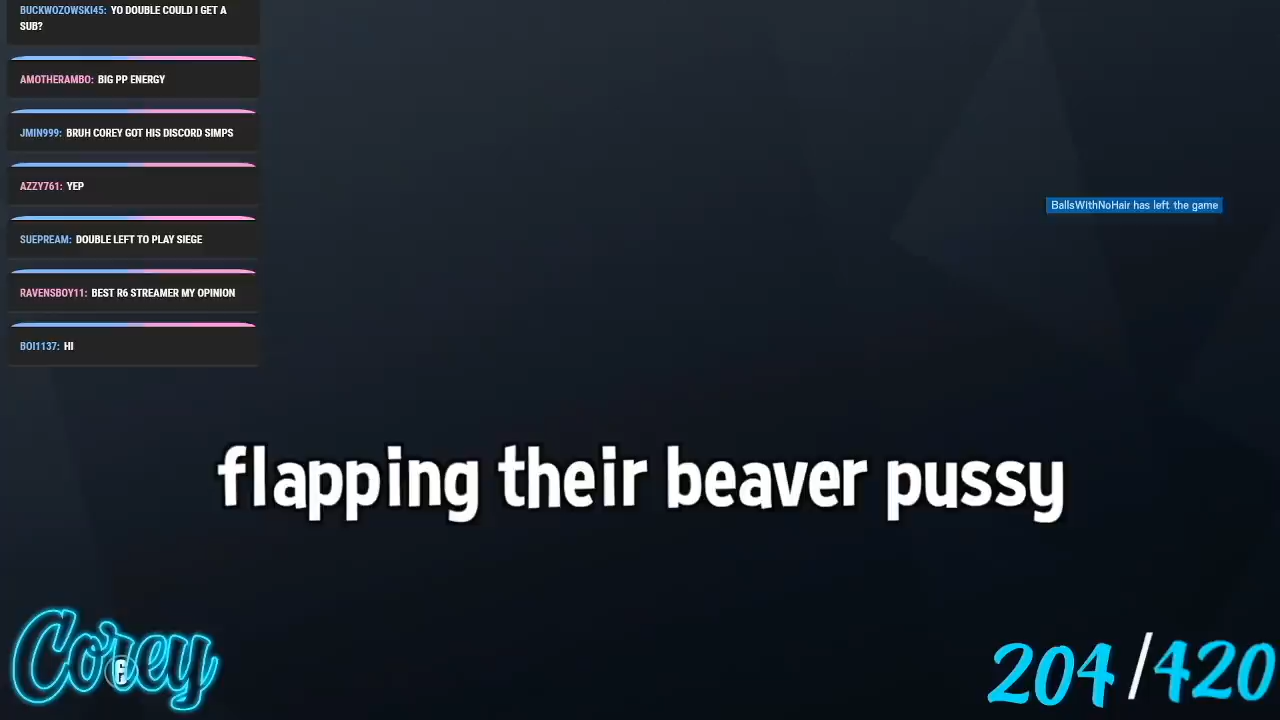 BUCKWOZOWSKI45: YO DOUBLE COULD I GET A
SUB?
AMOTHERAMBO: BIG PP ENERGY
JMIN999: BRUH COREY GOT HIS DISCORD SIMPS
AZZY761: YEP
BallsWithNoHair has left the game
SUEPREAM: DOUBLE LEFT TO PLAY SIEGE
RAVENSBOY11: BEST R6 STREAMER MY OPINION
BOI1137: HI
flapping their beaver pussy
Corey
204/420